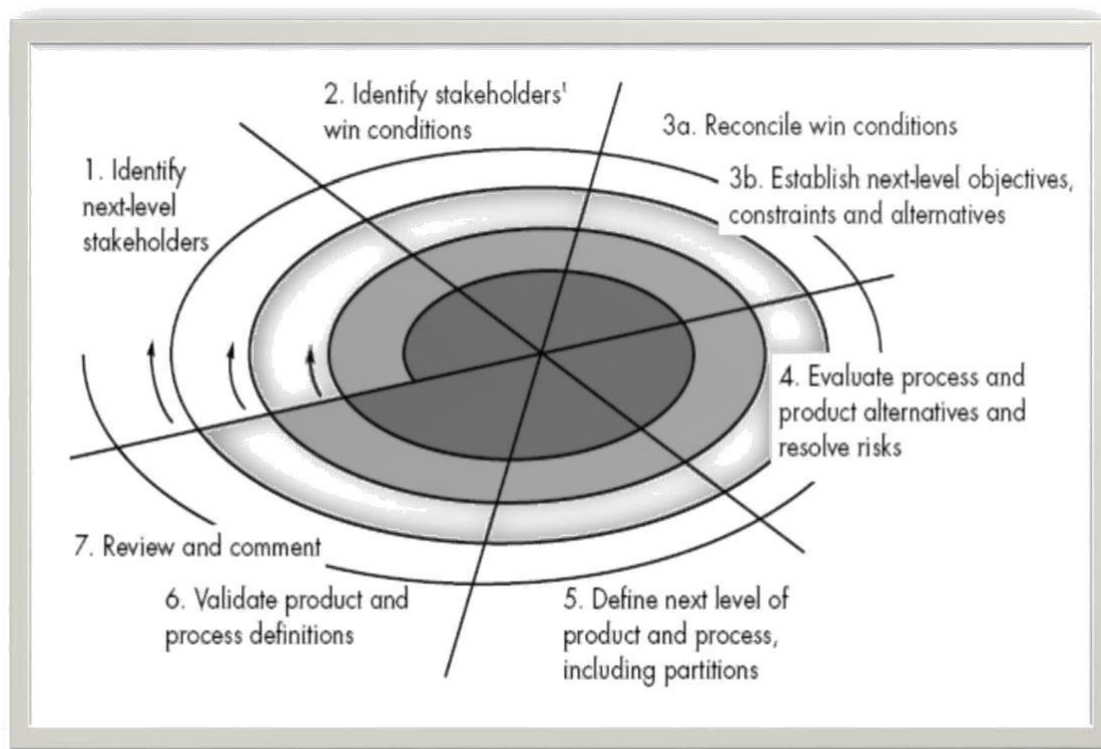 1. Identify
next-level
stakeholders
2. Identify stakeholders'
win conditions
3a. Reconcile win conditions
3b. Establish next-level objectives,
constraints and alternatives
4. Evaluate process and
product alternatives and
resolve risks
5. Define next level of
product and process,
including partitions
6. Validate product and
process definitions
7. Review and comment